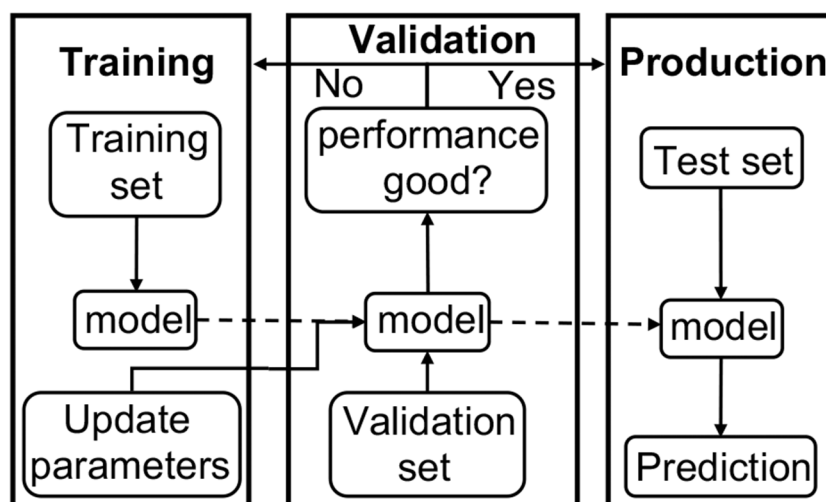 Training
Training
set
model
Update
parameters
Validation
No
Yes
performance
good?
model
Validation
set
Production
Test set
model
Prediction